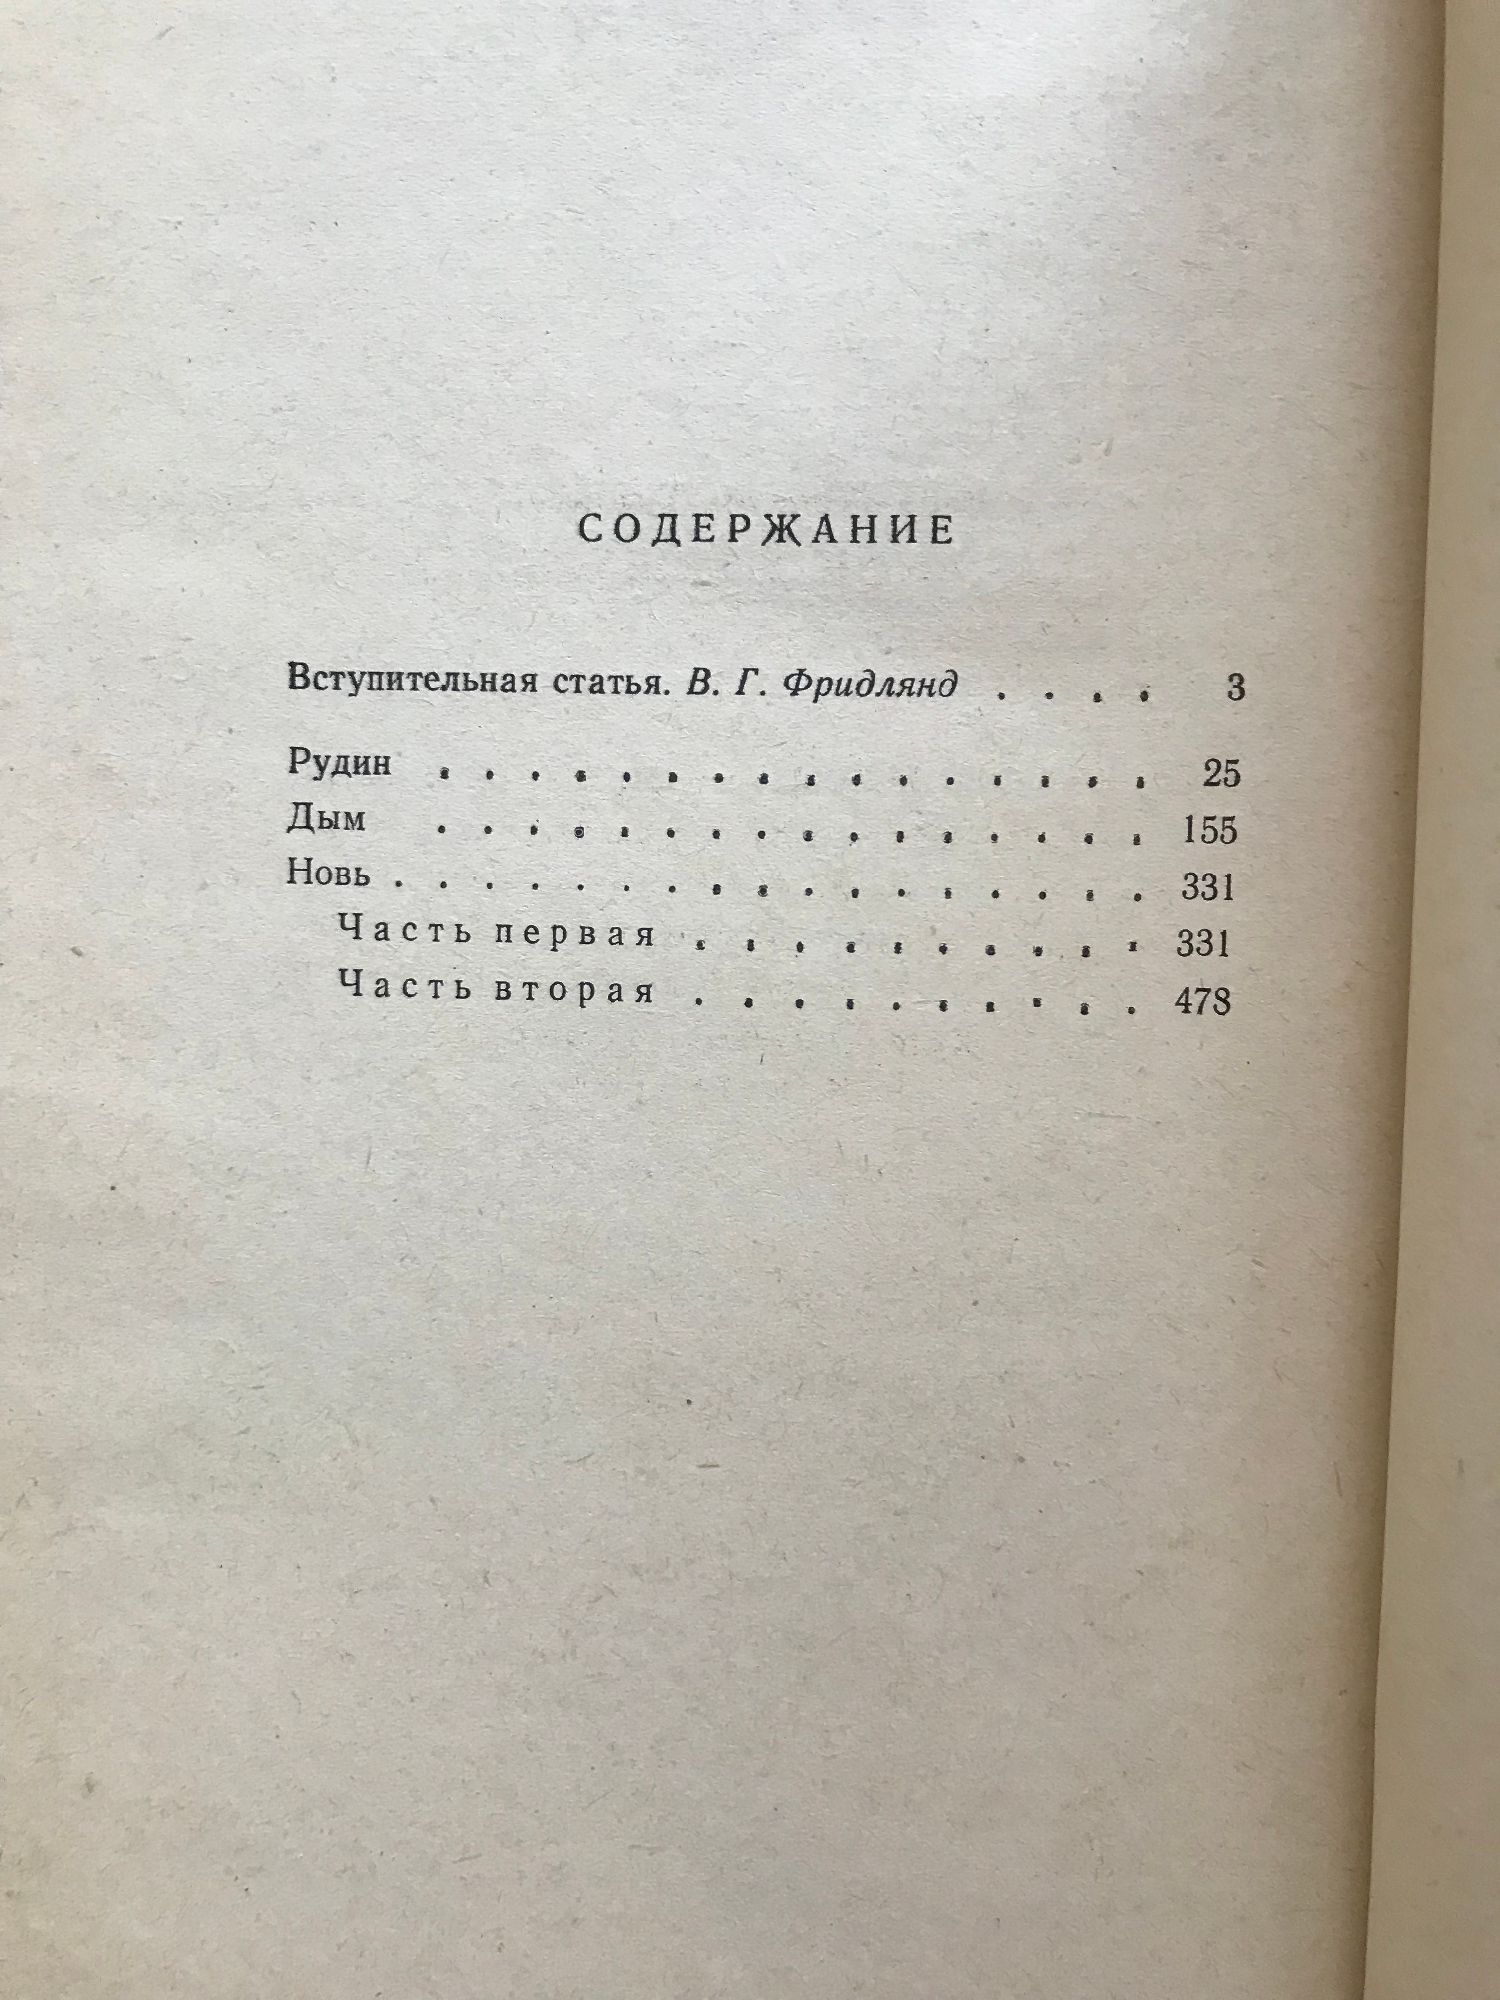 СОДЕРЖАНИЕ
Вступительная статья. В. Г. Фридлянд . . . . 3
Рудин . . . . . . . . . . . . . . . . 25
Дым . . . . . . . . . . . . . . . . 155
Новь . . . . . . . . . . . . . . . . . 331
Часть первая . . . . . . . . . . 331
Часть вторая . . . . . . . . . . 478